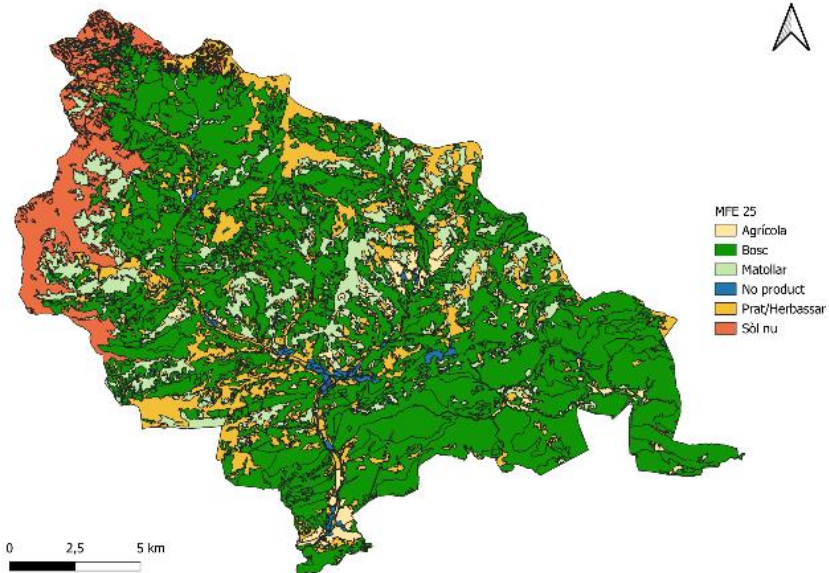 MFE 25
Agrícola
Bosc
Matollar
No product
Prat/Herbassar
Sòl nu
0 2,5 5 km